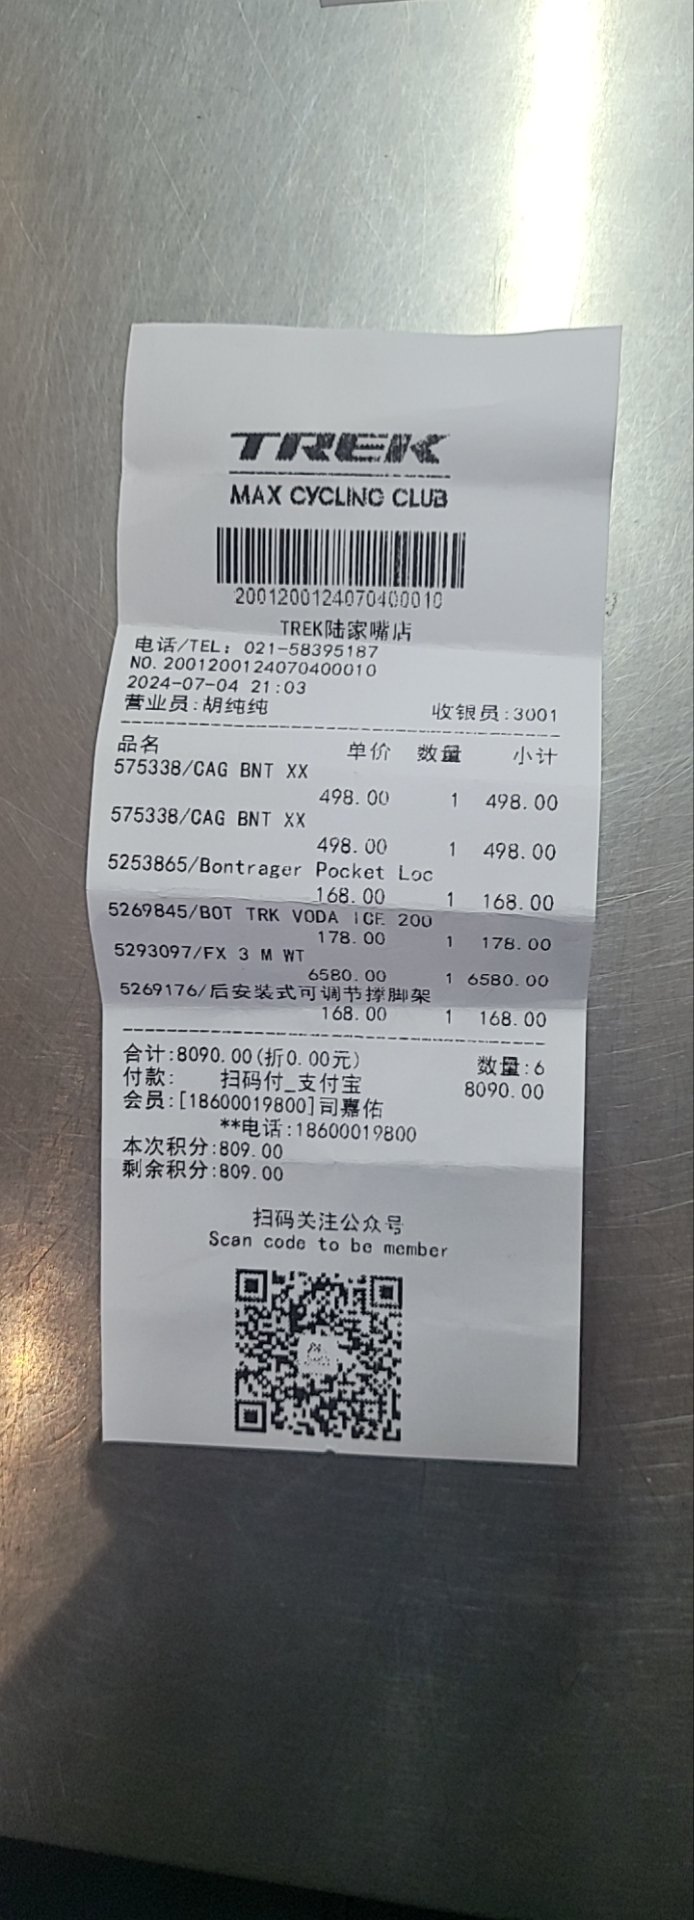 TREK
MAX CYCLING CLUB
2001200124070400010
TREK陆家嘴店
电话/TEL: 021-58395187
NO.2001200124070400010
2024-07-04 21:03
营业员:胡纯纯 收银员:3001
品名 单价 数量 小计
575338/CAG BNT XX
498.00 1 498.00
575338/CAG BNT XX
498.00 1 498.00
5253865/Bontrager Pocket Loc
168.00 1 168.00
5269845/BOT TRK VODA ICE 200
178.00 1 178.00
5293097/FX 3 M WT
6580.00 1 6580.00
5269176/后安装式可调节撑脚架
168.00 1 168.00
合计:8090.00(折0.00元) 数量:6
付款: 扫码付_支付宝 8090.00
会员:[18600019800]司嘉佑
**电话:18600019800
本次积分:809.00
剩余积分:809.00
扫码关注公众号
Scan code to be member